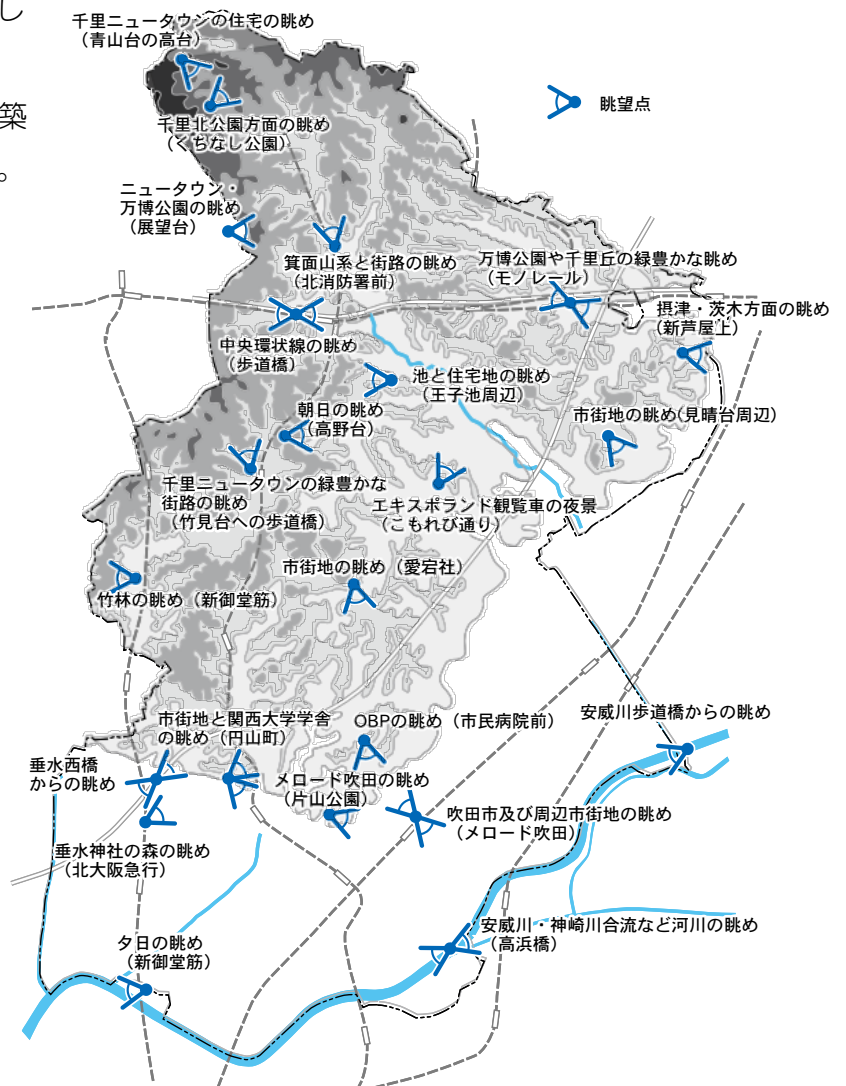 し
築
。
千里ニュータウンの住宅の眺め
（青山台の高台）
眺望点
千里北公園方面の眺め
（くちなし公園）
ニュータウン・
万博公園の眺め
（展望台）
箕面山系と街路の眺め
（北消防署前）
万博公園や千里丘の緑豊かな眺め
（モノレール）
摂津・茨木方面の眺め
（新芦屋上）
中央環状線の眺め
（歩道橋）
池と住宅地の眺め
（王子池周辺）
朝日の眺め
（高野台）
市街地の眺め(見晴台周辺)
千里ニュータウンの緑豊かな
街路の眺め
（竹見台への歩道橋）
エキスポランド観覧車の夜景
（こもれび通り）
市街地の眺め（愛宕社）
竹林の眺め（新御堂筋）
市街地と関西大学学舎
の眺め（円山町）
OBPの眺め（市民病院前）
安威川歩道橋からの眺め
垂水西橋
からの眺め
メロード吹田の眺め
（片山公園）
吹田市及び周辺市街地の眺め
（メロード吹田）
垂水神社の森の眺め
（北大阪急行）
安威川・神崎川合流など河川の眺め
（高浜橋）
夕日の眺め
（新御堂筋）